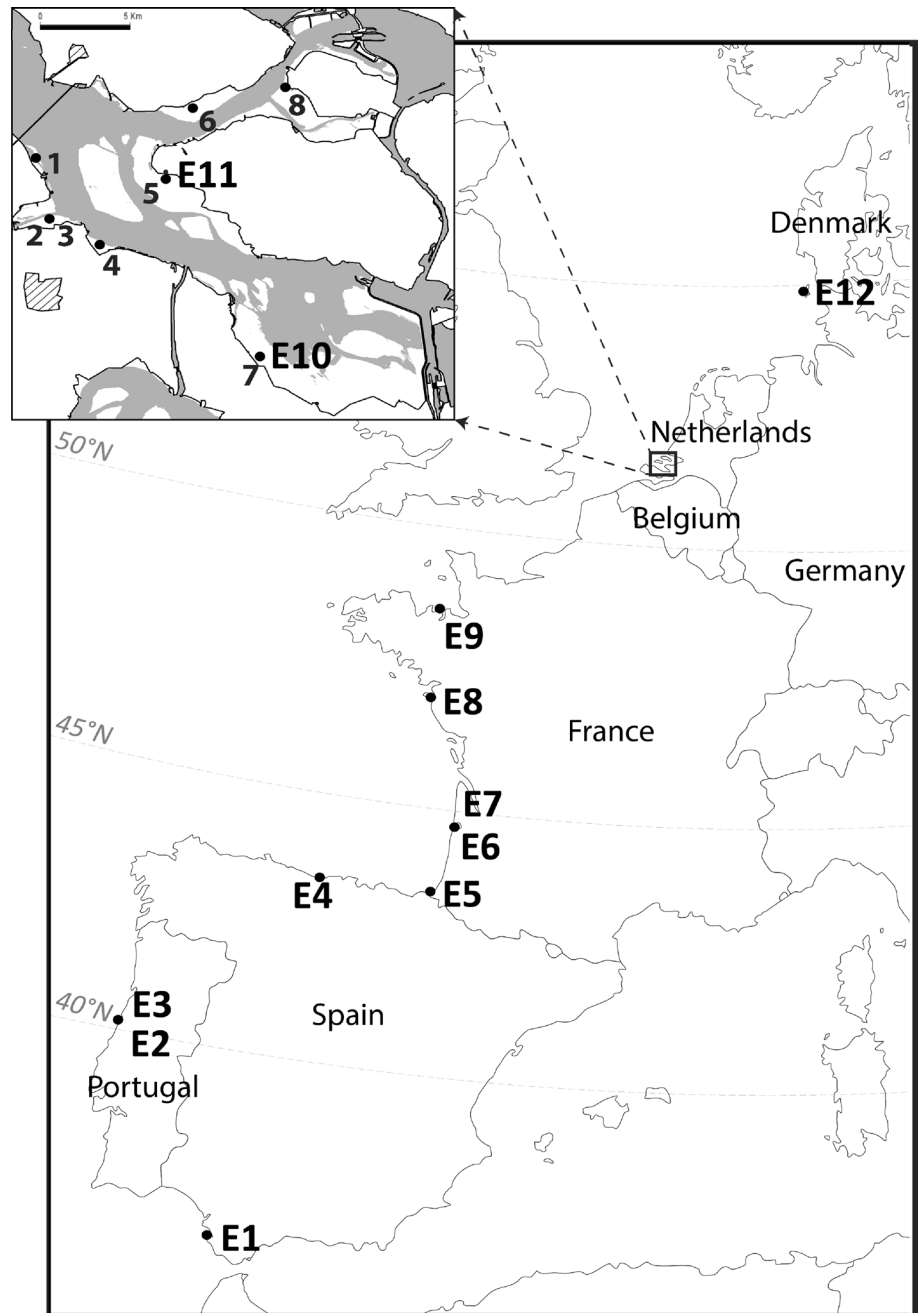 0 5 Km
8
6
1
E11
5
2 3
4
E10
7
Denmark
E12
Netherlands
50°N
Belgium
Germany
E9
E8
France
45°N
E7
E6
E4
E5
40°N
E3
Spain
E2
Portugal
E1